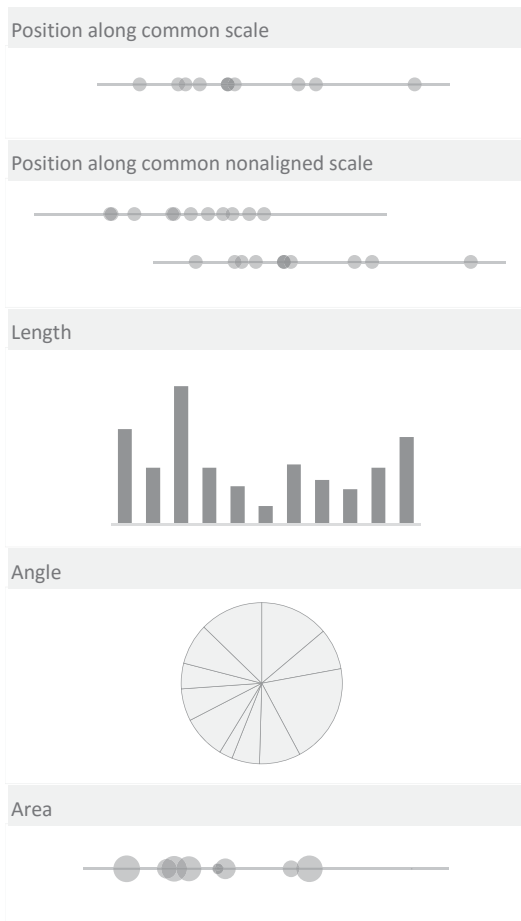 Position along common scale
Position along common nonaligned scale
Length
Angle
Area